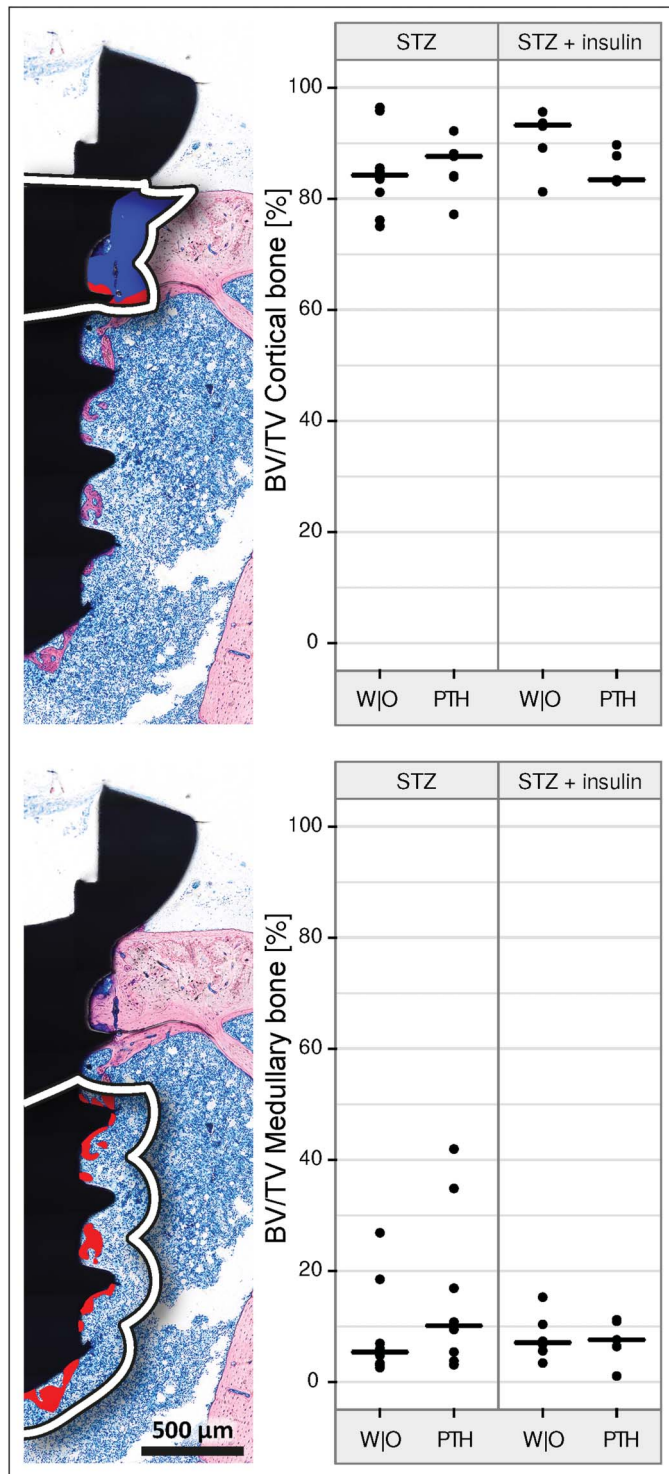 STZ
STZ + insulin
BV/TV Cortical bone [%]
100
80
60
40
20
0
W|O
PTH
W|O
PTH
STZ
STZ + insulin
BV/TV Medullary bone [%]
100
80
60
40
20
0
W|O
PTH
W|O
PTH
500 µm